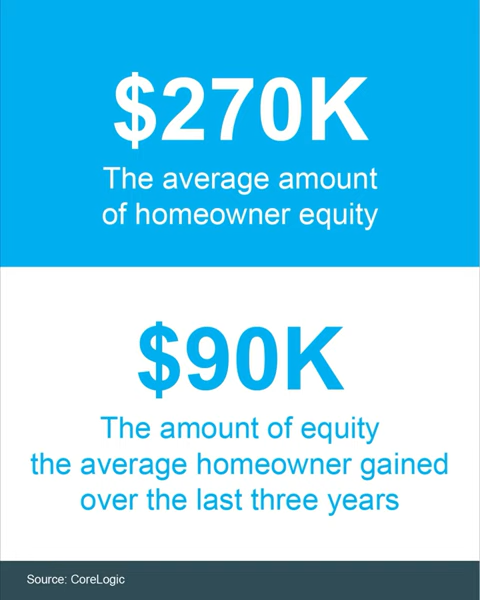 $270K
The average amount
of homeowner equity
$90K
The amount of equity
the average homeowner gained
over the last three years
Source: CoreLogic